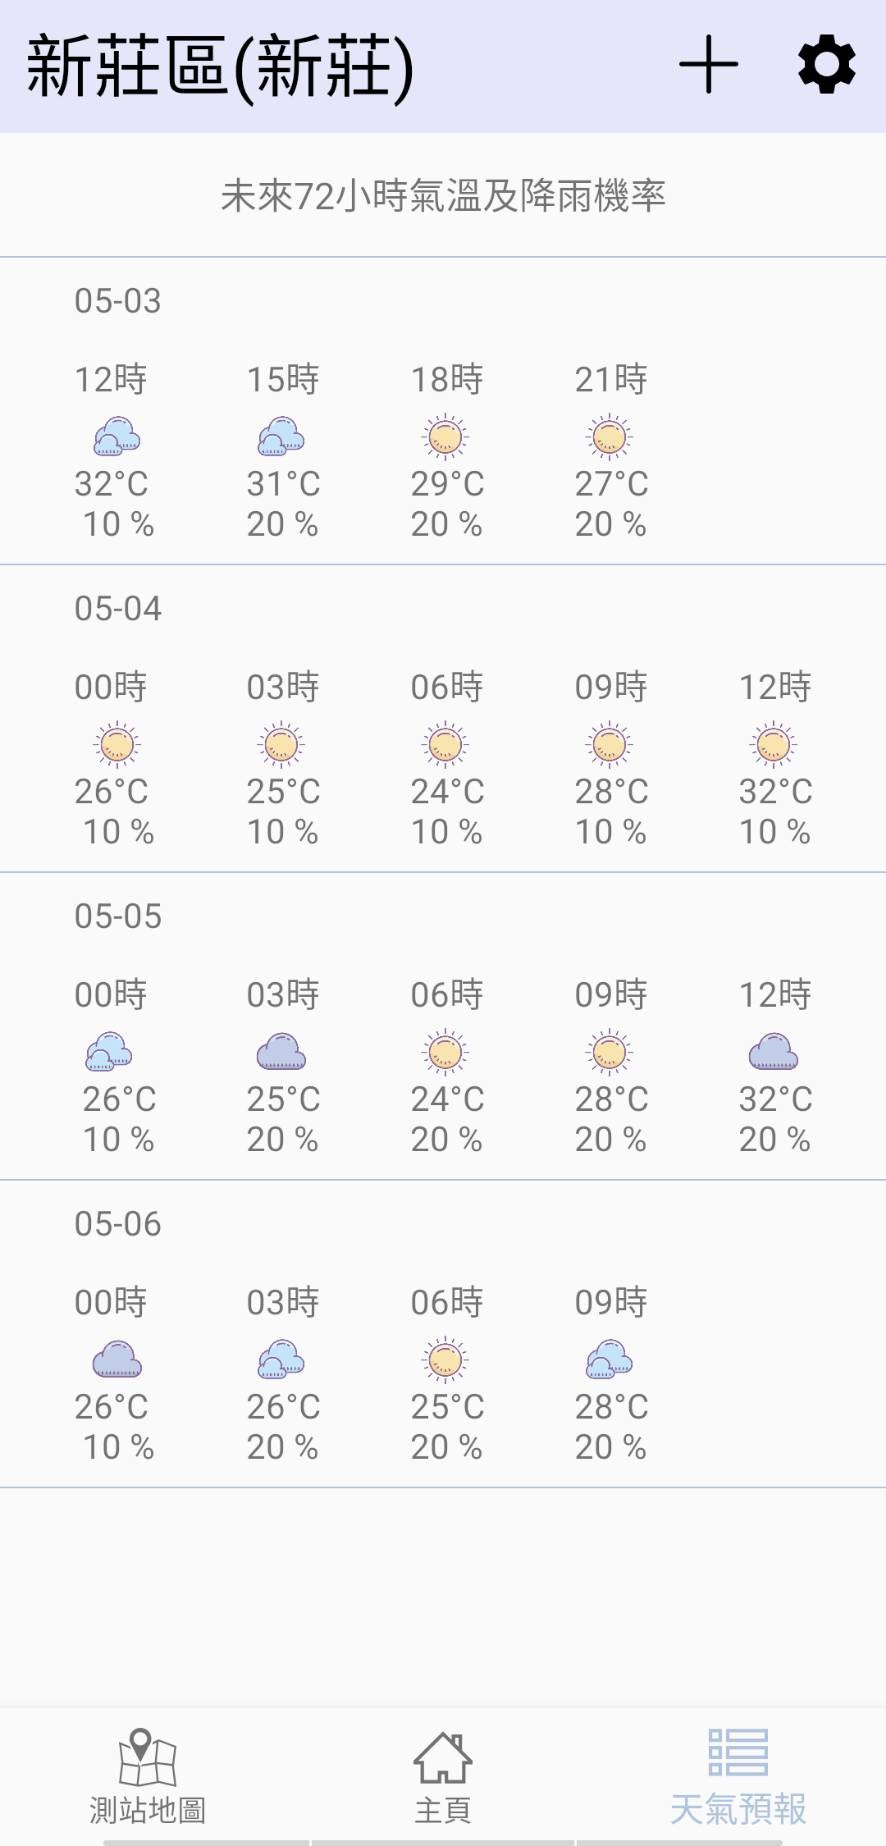 新莊區(新莊)
未來72小時氣溫及降雨機率
05-03
12時 15時 18時 21時
32°C 31°C 29°C 27°C
10 % 20 % 20 % 20 %
05-04
00時 03時 06時 09時 12時
26°C 25°C 24°C 28°C 32°C
10 % 10 % 10 % 10 % 10 %
05-05
00時 03時 06時 09時 12時
26°C 25°C 24°C 28°C 32°C
10 % 20 % 20 % 20 % 20 %
05-06
00時 03時 06時 09時
26°C 26°C 25°C 28°C
10 % 20 % 20 % 20 %
測站地圖 主頁 天氣預報